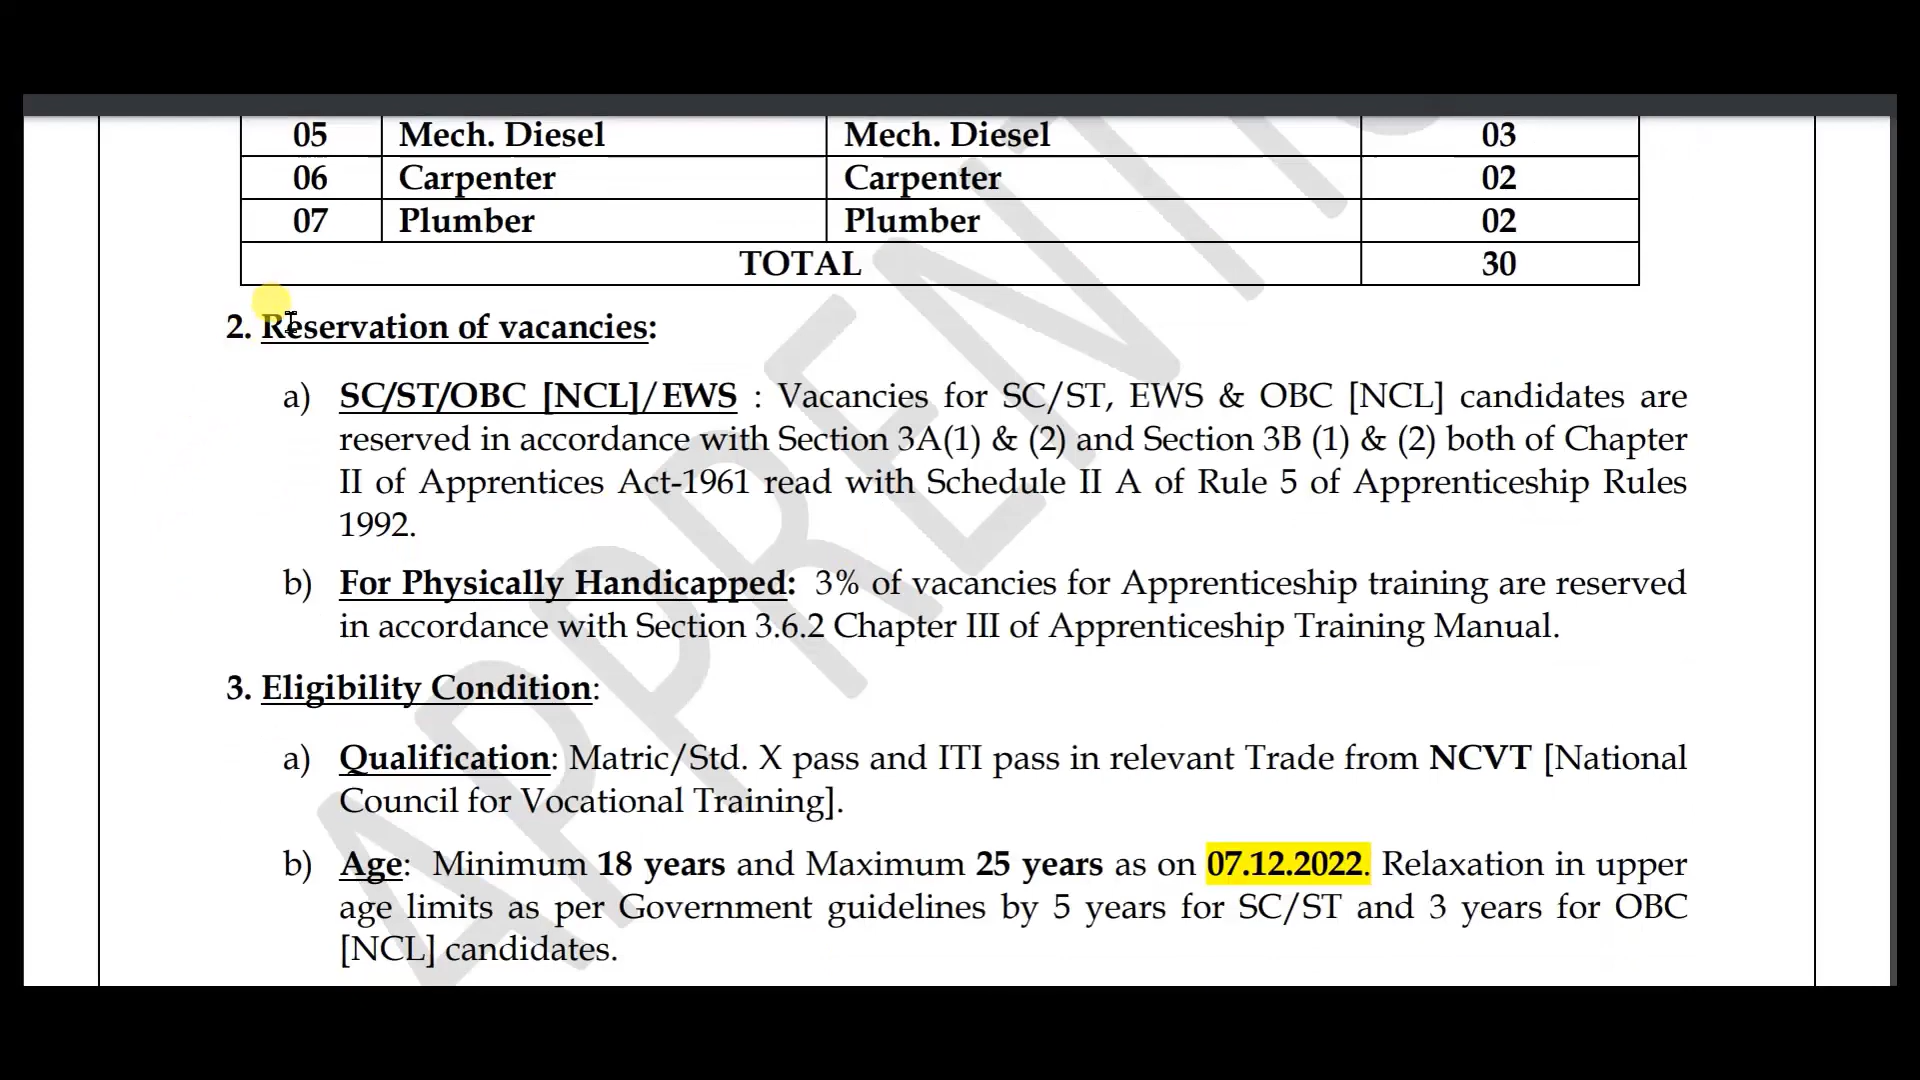 05 Mech. Diesel Mech. Diesel 03
06 Carpenter Carpenter 02
07 Plumber Plumber 02
TOTAL 30
2. Reservation of vacancies:
a) SC/ST/OBC [NCL]/EWS : Vacancies for SC/ST, EWS & OBC [NCL] candidates are
reserved in accordance with Section 3A(1) & (2) and Section 3B (1) & (2) both of Chapter
II of Apprentices Act-1961 read with Schedule II A of Rule 5 of Apprenticeship Rules
1992.
b) For Physically Handicapped: 3% of vacancies for Apprenticeship training are reserved
in accordance with Section 3.6.2 Chapter III of Apprenticeship Training Manual.
3. Eligibility Condition:
a) Qualification: Matric/Std. X pass and ITI pass in relevant Trade from NCVT [National
Council for Vocational Training].
b) Age: Minimum 18 years and Maximum 25 years as on 07.12.2022. Relaxation in upper
age limits as per Government guidelines by 5 years for SC/ST and 3 years for OBC
[NCL] candidates.